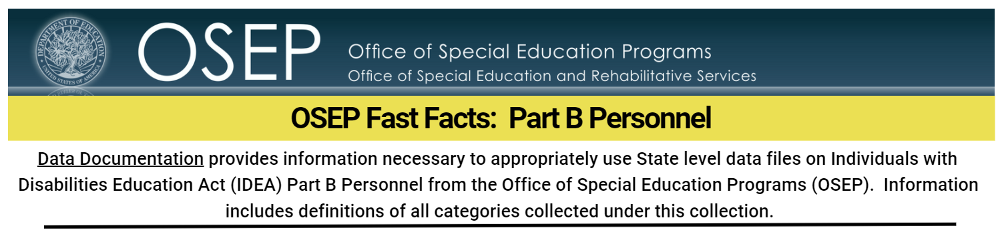 DEPARTMENT OF EDUCATION
UNITED STATES OF AMERICA
OSEP
Office of Special Education Programs
Office of Special Education and Rehabilitative Services
OSEP Fast Facts:  Part B Personnel
Data Documentation provides information necessary to appropriately use State level data files on Individuals with
Disabilities Education Act (IDEA) Part B Personnel from the Office of Special Education Programs (OSEP).  Information
includes definitions of all categories collected under this collection.